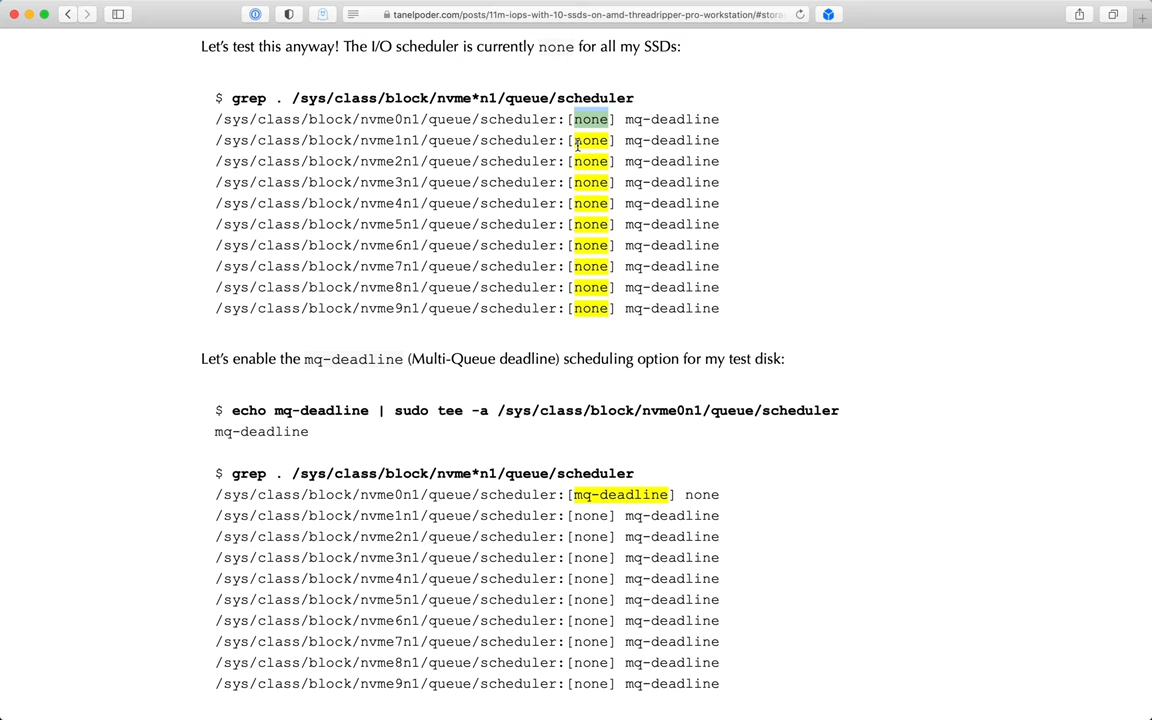 tanelpoder.com/posts/11m-iops-with-10-ssds-on-amd-threadripper-pro-workstation/#stora
Let's test this anyway! The I/O scheduler is currently none for all my SSDs:
$ grep . /sys/class/block/nvme*n1/queue/scheduler
/sys/class/block/nvme0n1/queue/scheduler:[none] mq-deadline
/sys/class/block/nvme1n1/queue/scheduler:[none] mq-deadline
/sys/class/block/nvme2n1/queue/scheduler:[none] mq-deadline
/sys/class/block/nvme3n1/queue/scheduler:[none] mq-deadline
/sys/class/block/nvme4n1/queue/scheduler:[none] mq-deadline
/sys/class/block/nvme5n1/queue/scheduler:[none] mq-deadline
/sys/class/block/nvme6n1/queue/scheduler:[none] mq-deadline
/sys/class/block/nvme7n1/queue/scheduler:[none] mq-deadline
/sys/class/block/nvme8n1/queue/scheduler:[none] mq-deadline
/sys/class/block/nvme9n1/queue/scheduler:[none] mq-deadline
Let's enable the mq-deadline (Multi-Queue deadline) scheduling option for my test disk:
$ echo mq-deadline | sudo tee -a /sys/class/block/nvme0n1/queue/scheduler
mq-deadline
$ grep . /sys/class/block/nvme*n1/queue/scheduler
/sys/class/block/nvme0n1/queue/scheduler:[mq-deadline] none
/sys/class/block/nvme1n1/queue/scheduler:[none] mq-deadline
/sys/class/block/nvme2n1/queue/scheduler:[none] mq-deadline
/sys/class/block/nvme3n1/queue/scheduler:[none] mq-deadline
/sys/class/block/nvme4n1/queue/scheduler:[none] mq-deadline
/sys/class/block/nvme5n1/queue/scheduler:[none] mq-deadline
/sys/class/block/nvme6n1/queue/scheduler:[none] mq-deadline
/sys/class/block/nvme7n1/queue/scheduler:[none] mq-deadline
/sys/class/block/nvme8n1/queue/scheduler:[none] mq-deadline
/sys/class/block/nvme9n1/queue/scheduler:[none] mq-deadline